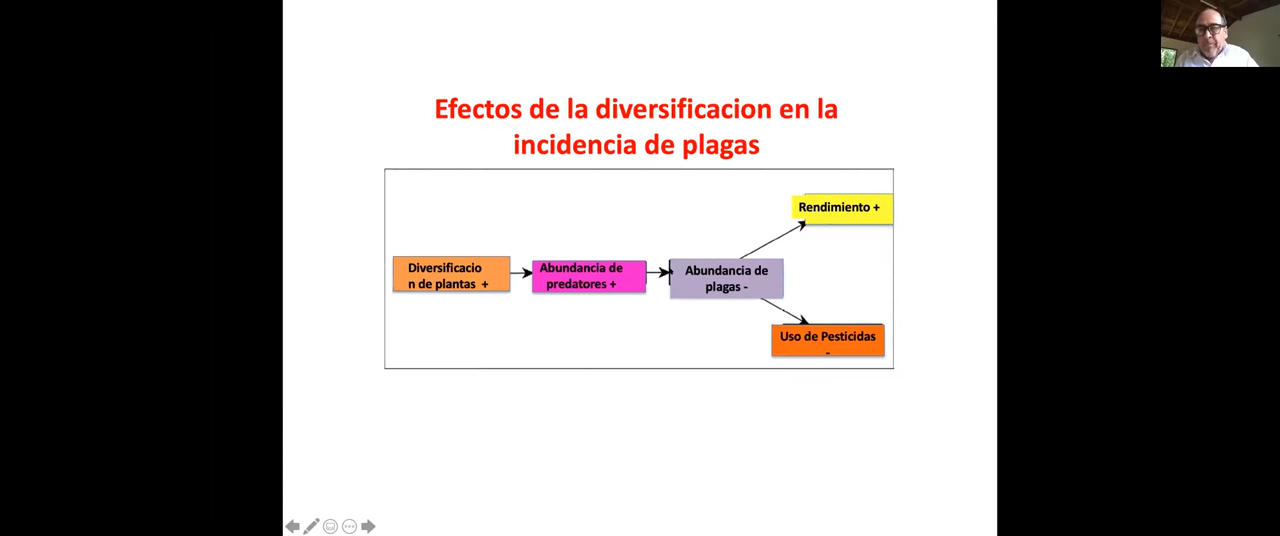 Efectos de la diversificacion en la
incidencia de plagas
Rendimiento +
Diversificacio
n de plantas +
Abundancia de
predatores +
Abundancia de
plagas -
Uso de Pesticidas
-